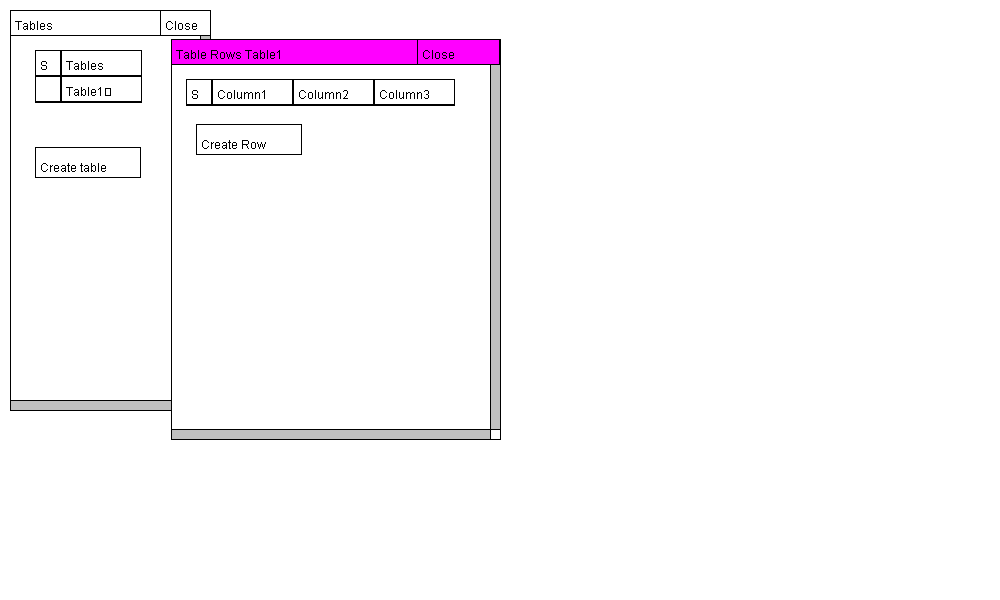 Tables Close
S Tables
Table1▯
Create table
Table Rows Table1 Close
S Column1 Column2 Column3
Create Row